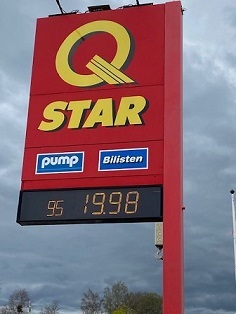 Q
STAR
pump Bilisten
95 19.98